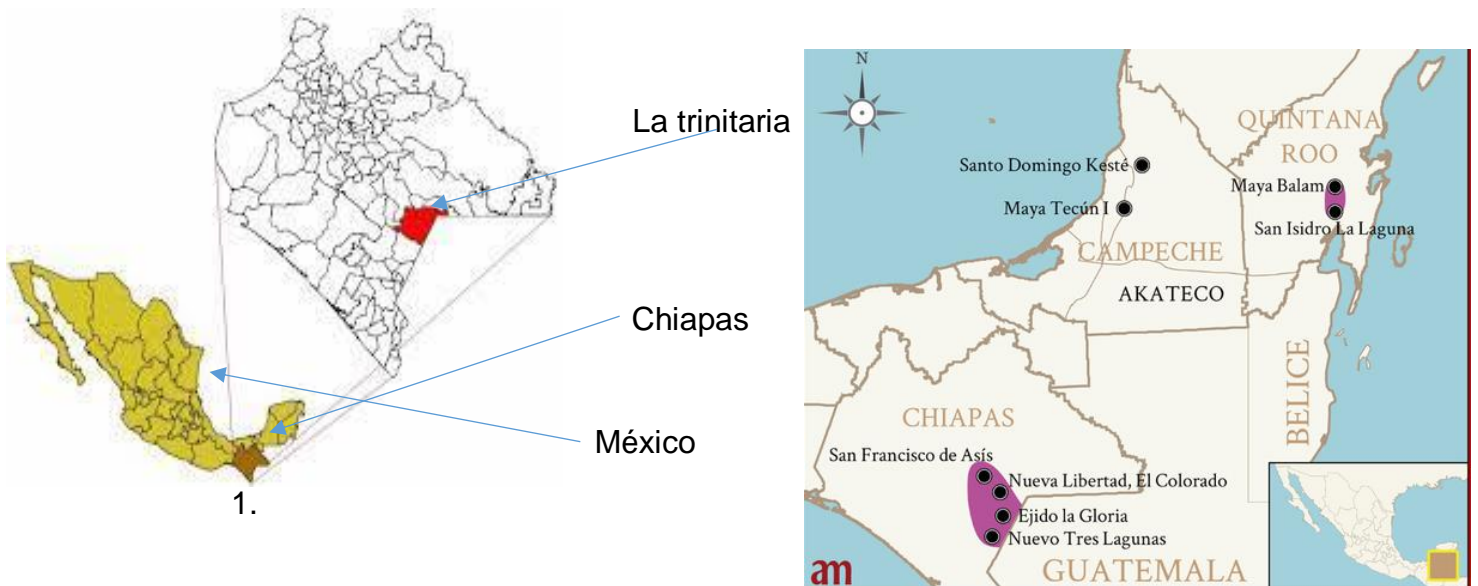 La trinitaria
Chiapas
México
1.
N
QUINTANA
ROO
Santo Domingo Kesté
Maya Balam
Maya Tecún I
San Isidro La Laguna
CAMPECHE
AKATECO
BELICE
CHIAPAS
San Francisco de Asís
Nueva Libertad, El Colorado
Ejido la Gloria
Nuevo Tres Lagunas
GUATEMALA
am